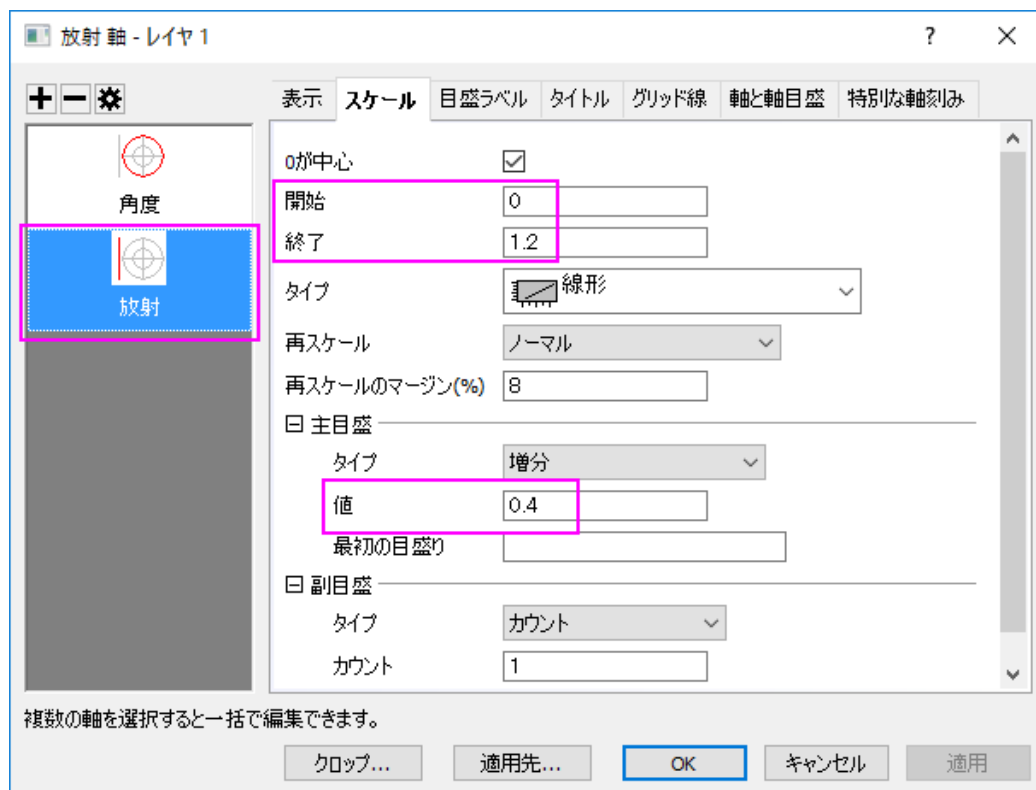 放射 軸 - レイヤ 1
?
表示 スケール 目盛ラベル タイトル グリッド線 軸と軸目盛 特別な軸刻み
角度
放射
0が中心
開始 0
終了 1.2
タイプ 線形
再スケール ノーマル
再スケールのマージン(%) 8
主目盛
タイプ 増分
値 0.4
最初の目盛り
副目盛
タイプ カウント
カウント 1
複数の軸を選択すると一括で編集できます。
クロップ... 適用先... OK キャンセル 適用